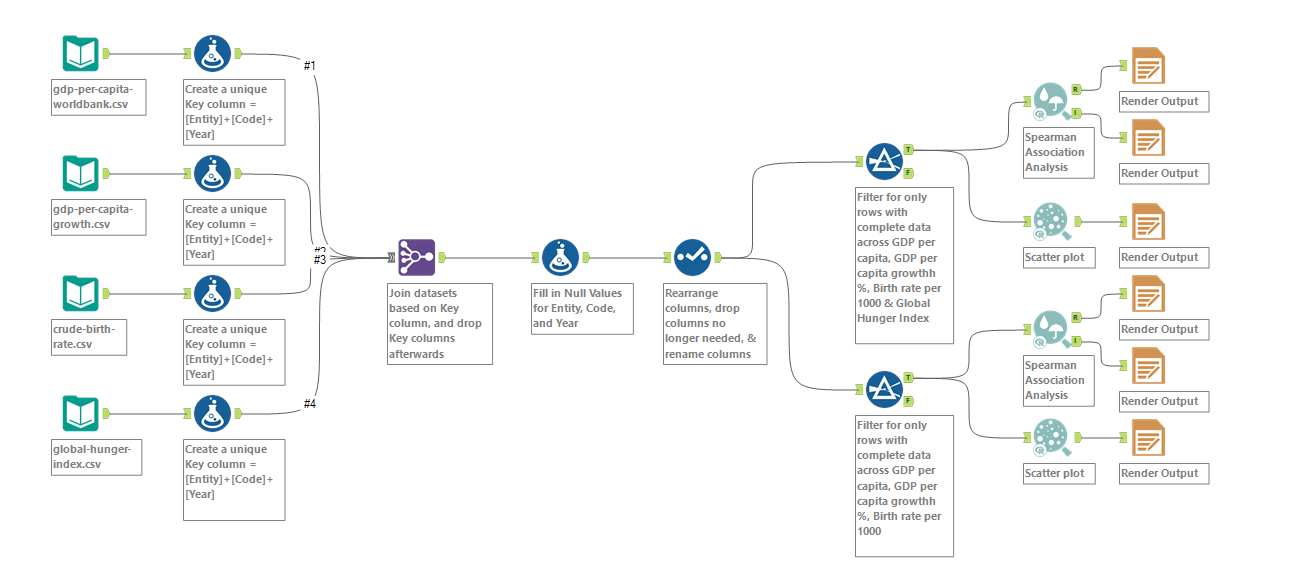 gdp-per-capita-
worldbank.csv
Create a unique
Key column =
[Entity]+[Code]+
[Year]
#1
gdp-per-capita-
growth.csv
Create a unique
Key column =
[Entity]+[Code]+
[Year]
#2
#3
crude-birth-
rate.csv
Create a unique
Key column =
[Entity]+[Code]+
[Year]
global-hunger-
index.csv
Create a unique
Key column =
[Entity]+[Code]+
[Year]
#4
Join datasets
based on Key
column, and drop
Key columns
afterwards
Fill in Null Values
for Entity, Code,
and Year
Rearrange
columns, drop
columns no
longer needed, &
rename columns
T
F
Filter for only
rows with
complete data
across GDP per
capita, GDP per
capita growthh
%, Birth rate per
1000 & Global
Hunger Index
T
F
Filter for only
rows with
complete data
across GDP per
capita, GDP per
capita growthh
%, Birth rate per
1000
R
R
I
Spearman
Association
Analysis
Render Output
Render Output
R
Scatter plot
Render Output
R
R
I
Spearman
Association
Analysis
Render Output
Render Output
R
Scatter plot
Render Output